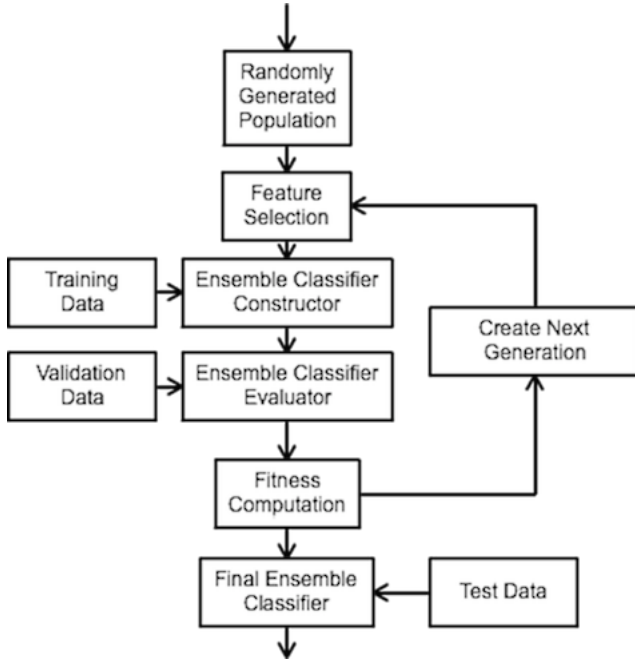 Randomly
Generated
Population
Feature
Selection
Training
Data
Ensemble Classifier
Constructor
Create Next
Generation
Validation
Data
Ensemble Classifier
Evaluator
Fitness
Computation
Final Ensemble
Classifier
Test Data